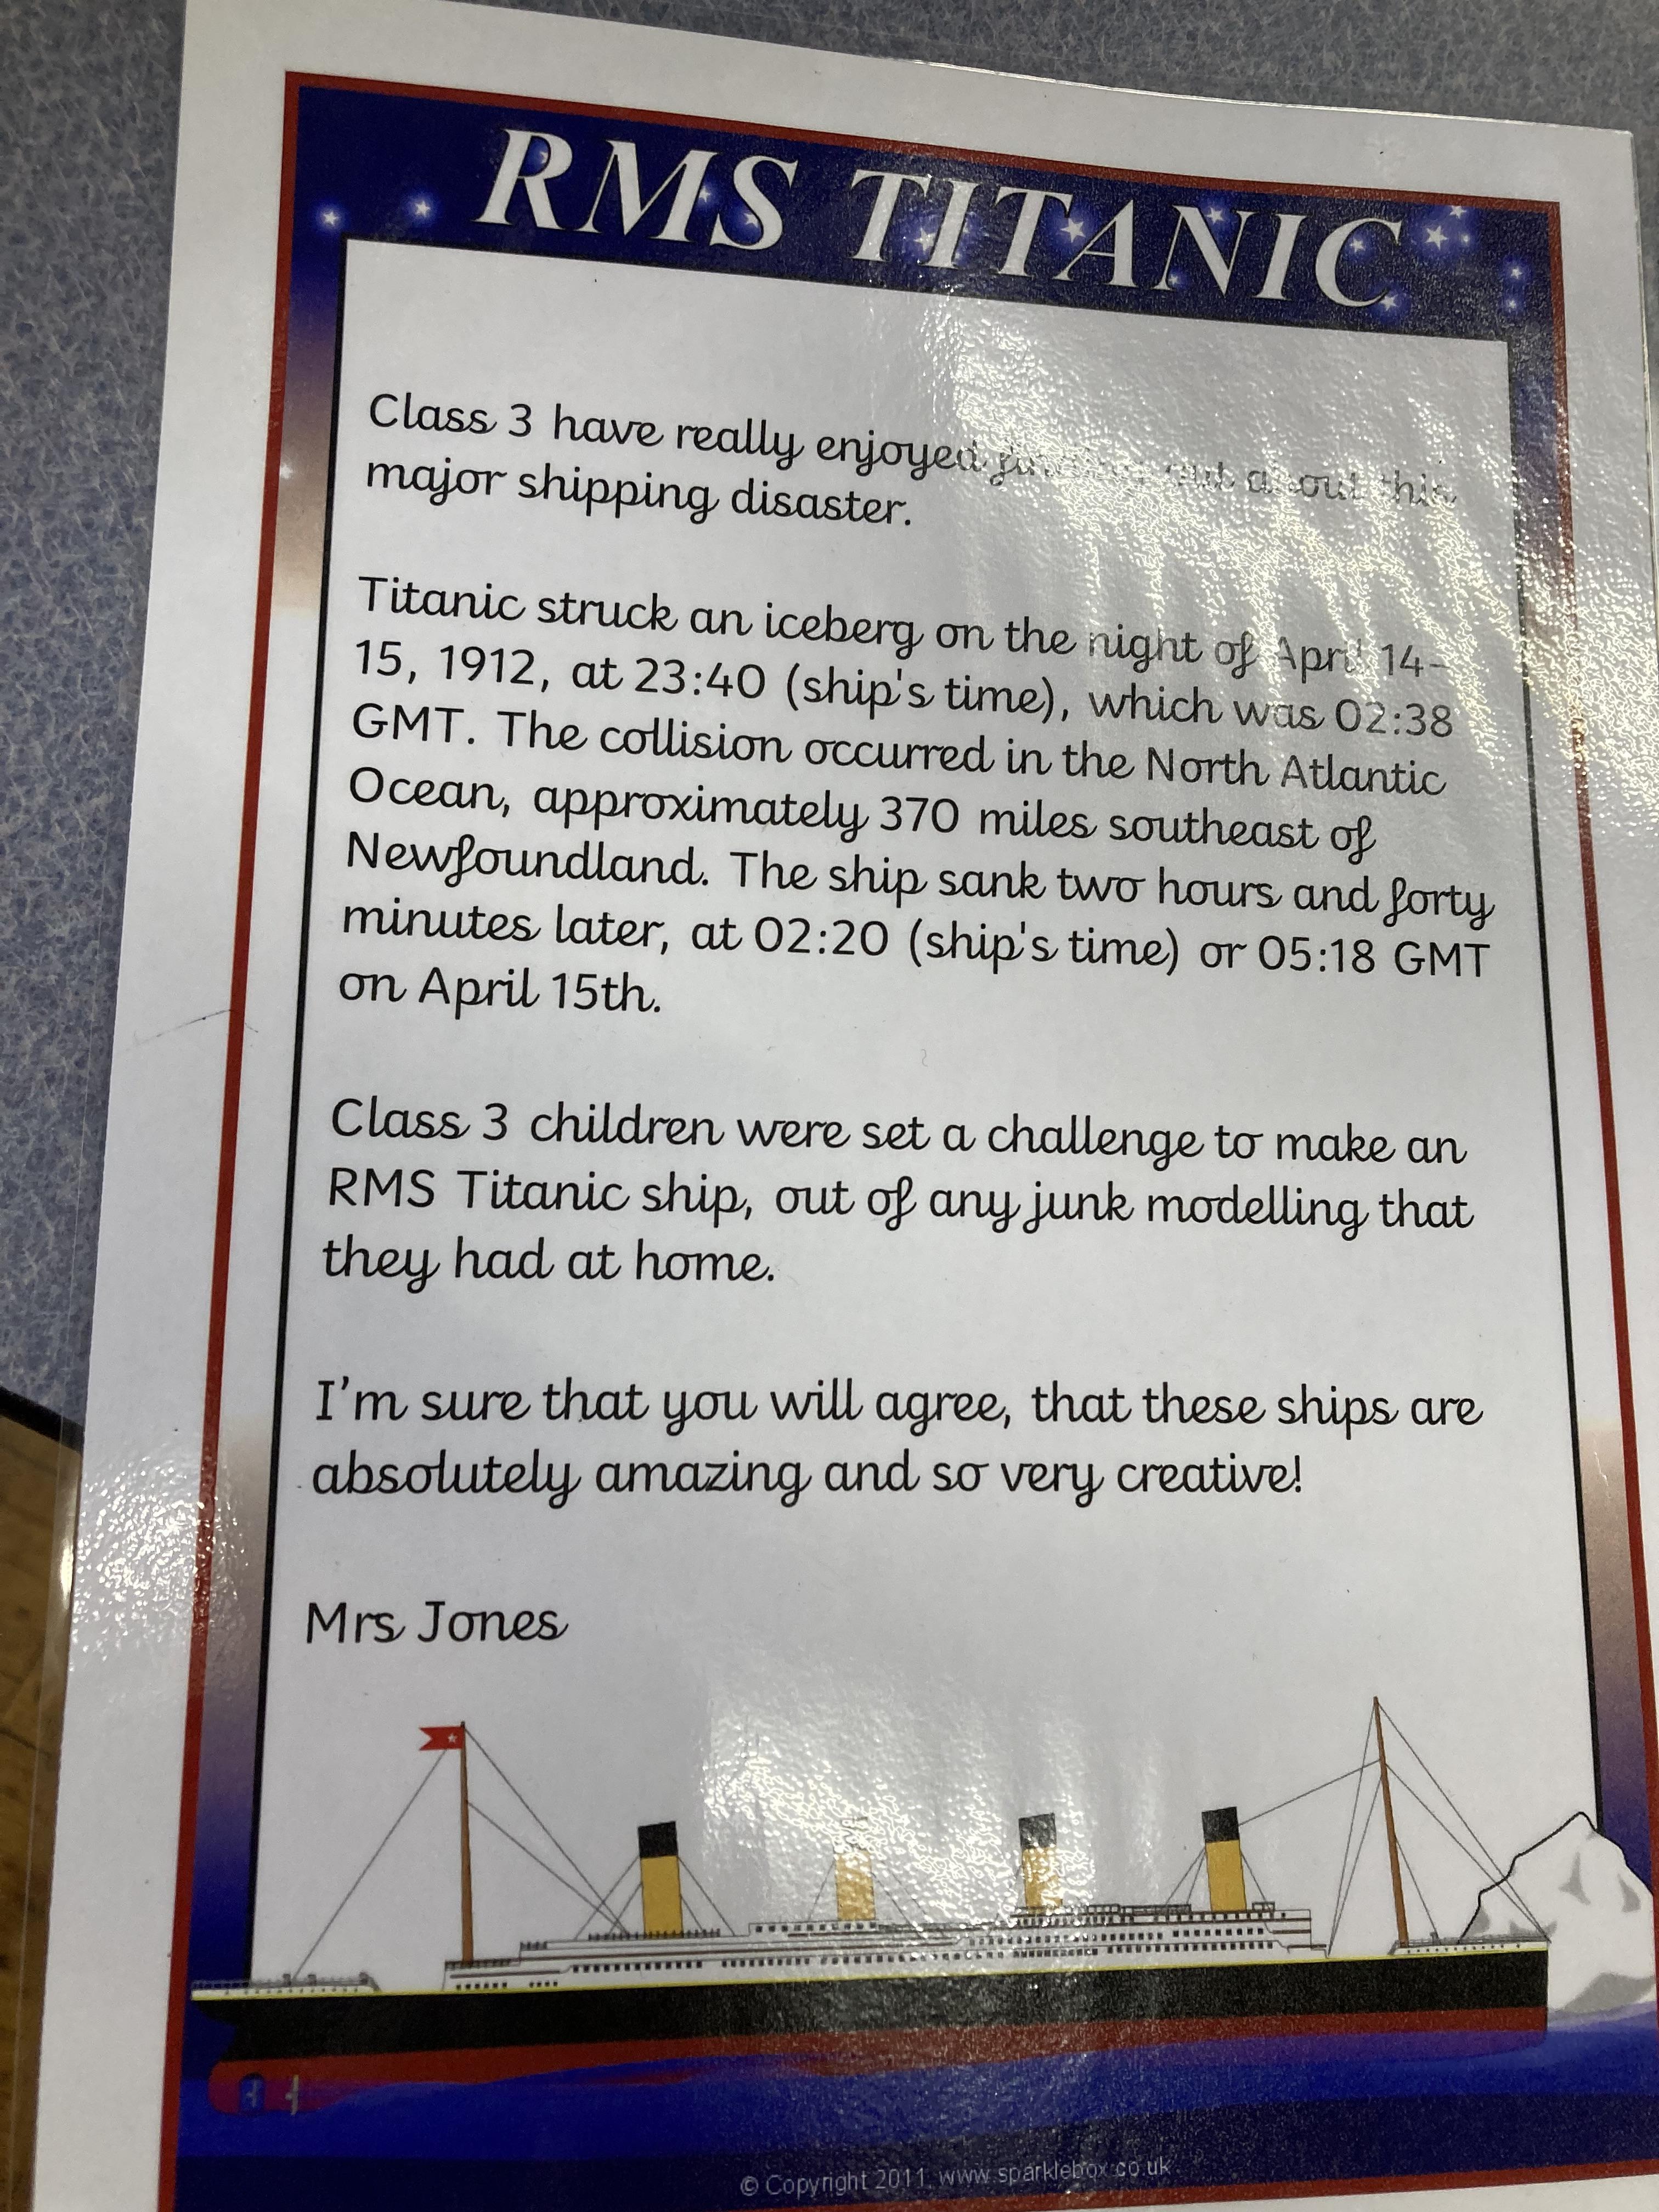 RMS TITANIC
Class 3 have really enjoyed finding out about this
major shipping disaster.
Titanic struck an iceberg on the night of April 14-
15, 1912, at 23:40 (ship's time), which was 02:38
GMT. The collision occurred in the North Atlantic
Ocean, approximately 370 miles southeast of
Newfoundland. The ship sank two hours and forty
minutes later, at 02:20 (ship's time) or 05:18 GMT
on April 15th.
Class 3 children were set a challenge to make an
RMS Titanic ship, out of any junk modelling that
they had at home.
I'm sure that you will agree, that these ships are
absolutely amazing and so very creative!
Mrs Jones
© Copyright 2011, www.sparklebox.co.uk